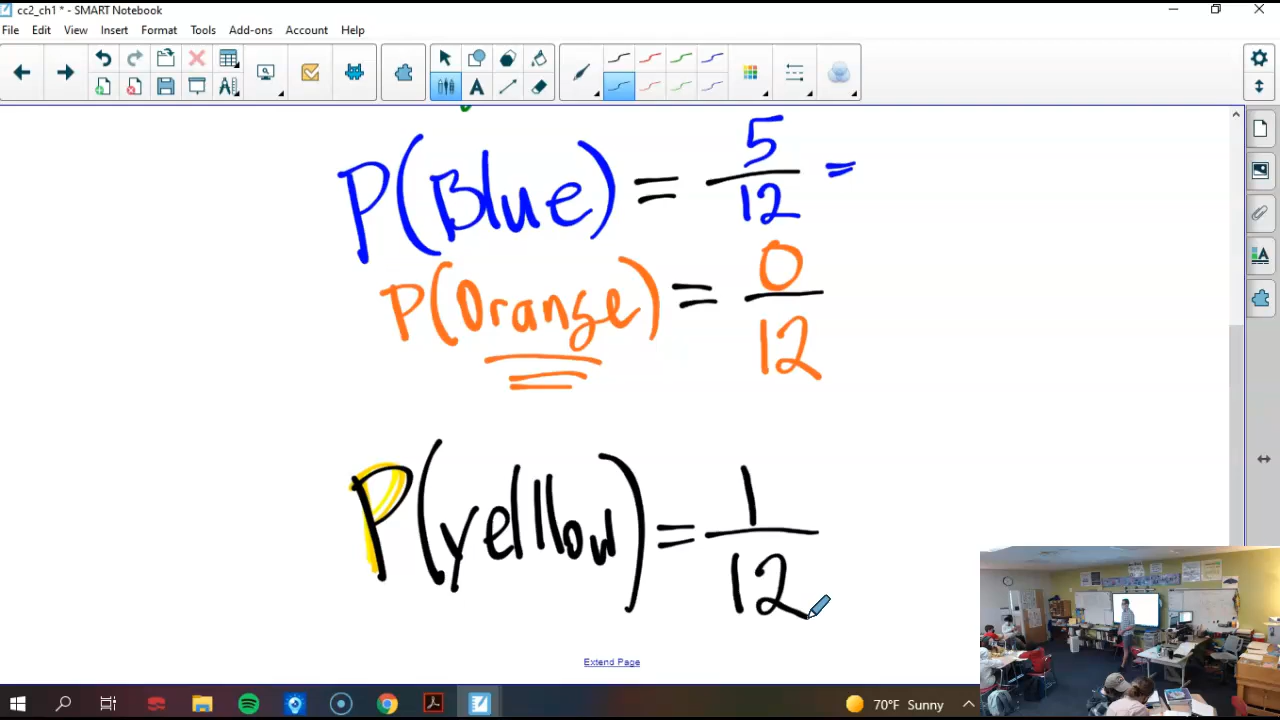 cc2_ch1 * - SMART Notebook
File Edit View Insert Format Tools Add-ons Account Help
P(Blue) = 5/12 =
P(Orange) = 0/12
P(yelllow) = 1/12
Extend Page
70°F Sunny